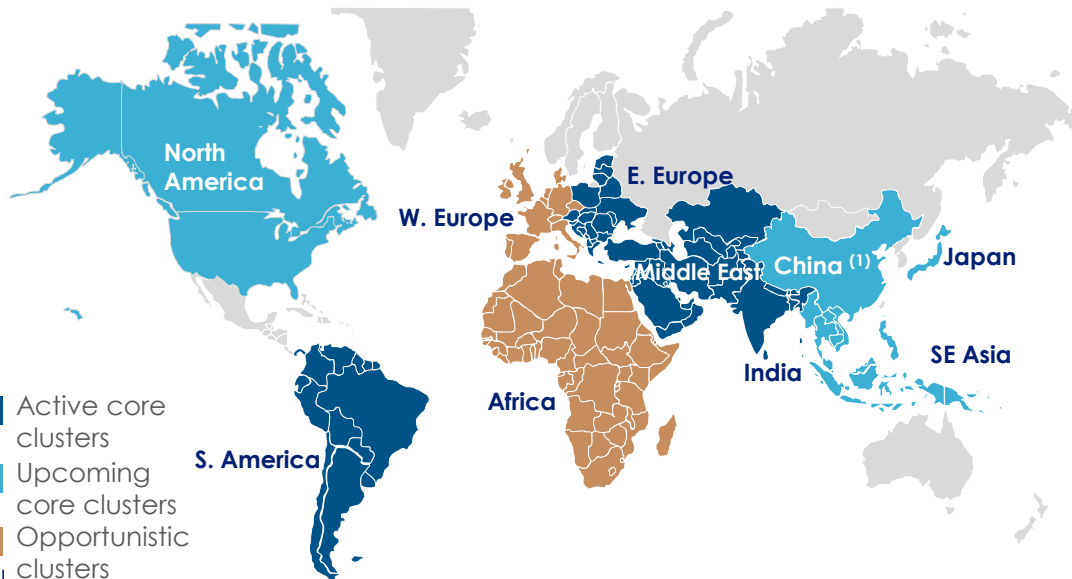 North
America
E. Europe
W. Europe
Middle East
China (1)
Japan
SE Asia
India
Africa
S. America
Active core
clusters
Upcoming
core clusters
Opportunistic
clusters